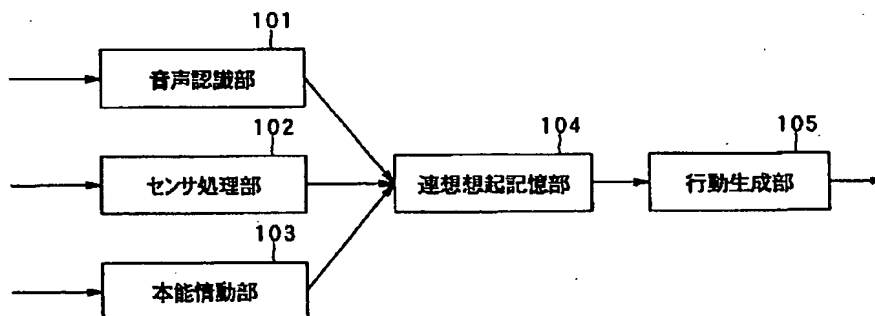 101
音声認識部
102
センサ処理部
103
本能情動部
104
連想想起記憶部
105
行動生成部